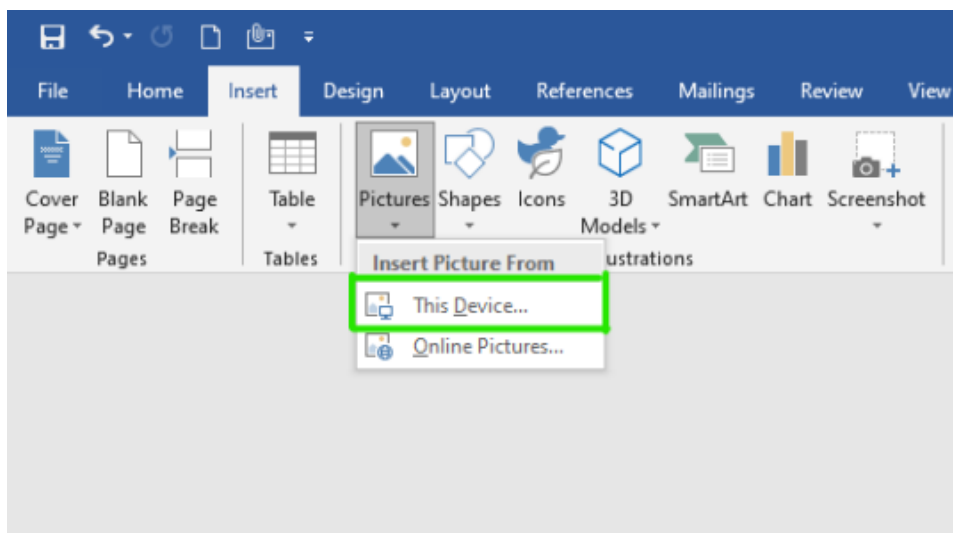 File Home Insert Design Layout References Mailings Review View
Cover Page Blank Page Page Break Table Pictures Shapes Icons 3D Models SmartArt Chart Screenshot
Pages Tables ustrations
Insert Picture From
This Device...
Online Pictures...